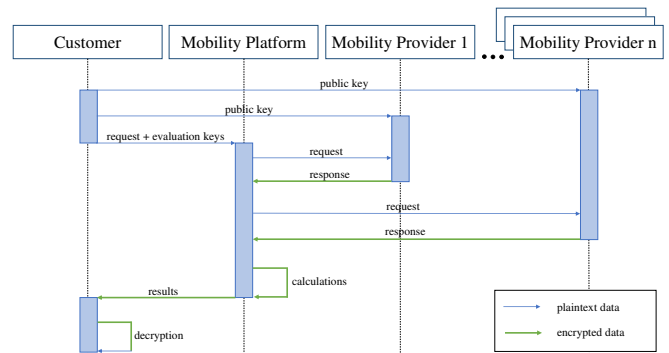 Customer
Mobility Platform
Mobility Provider 1
...
Mobility Provider n
public key
public key
request + evaluation keys
request
response
request
response
calculations
results
decryption
plaintext data
encrypted data